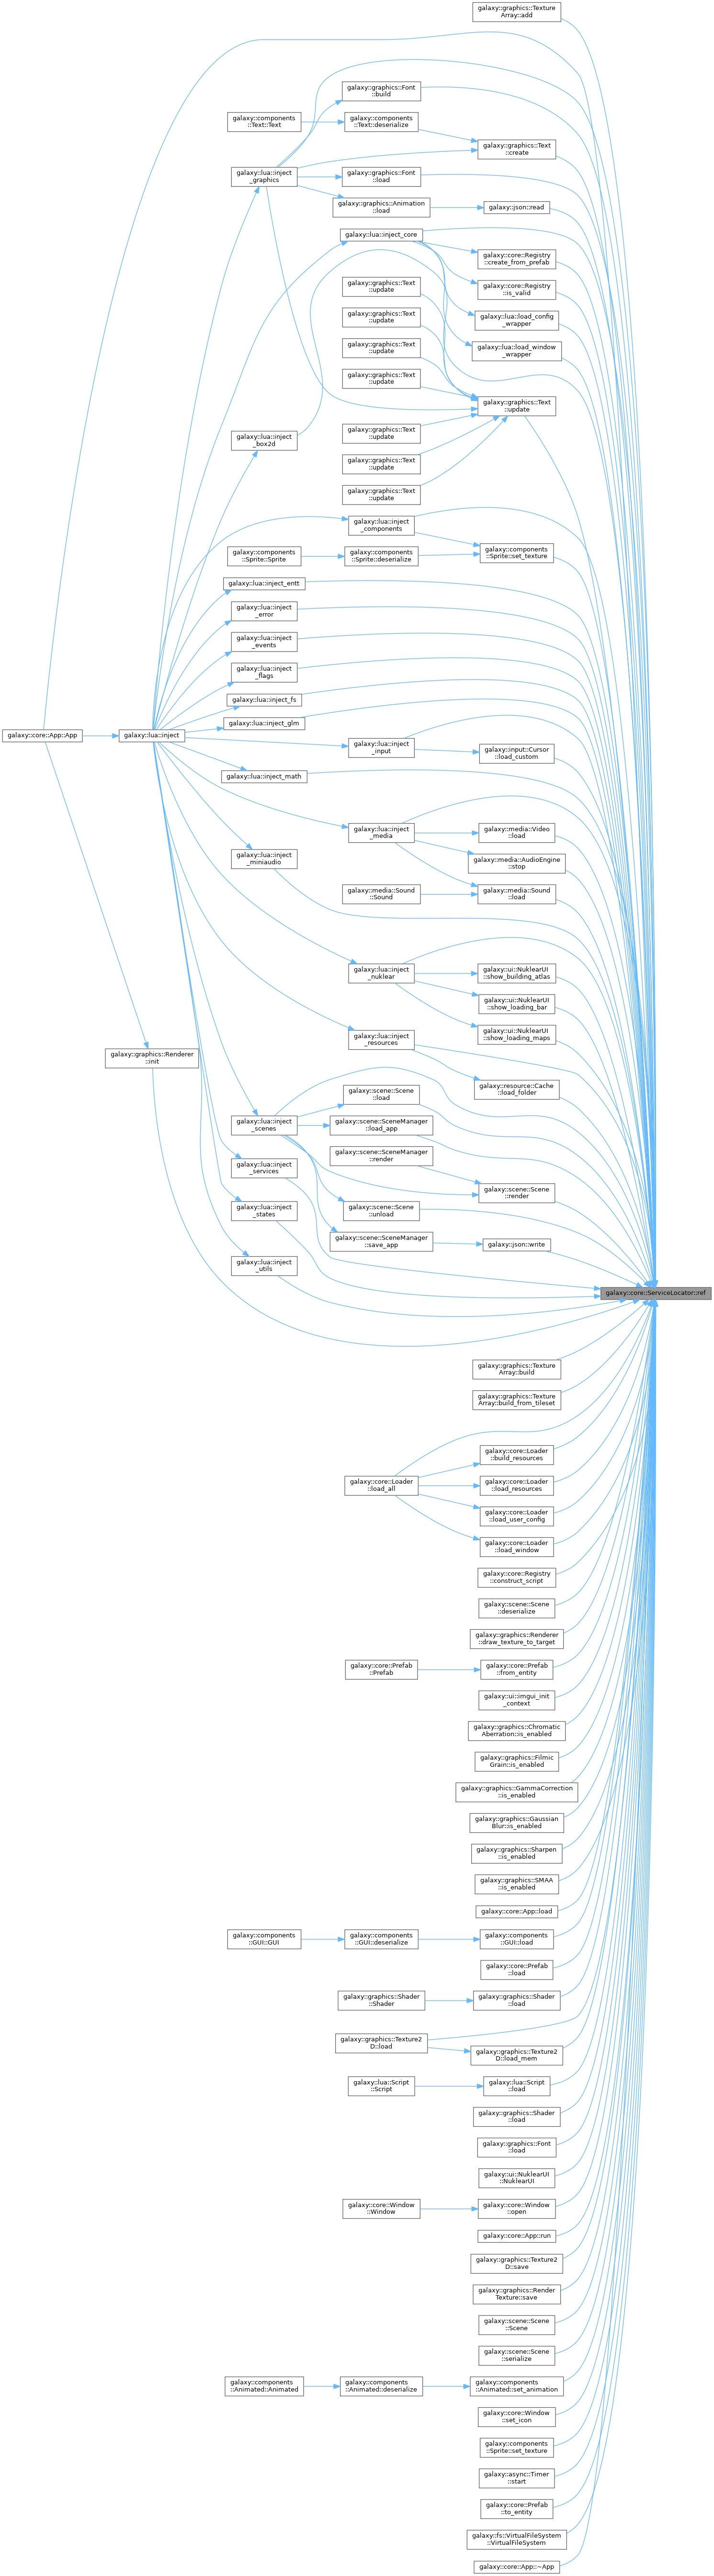 galaxy::graphics::Texture
Array::add
galaxy::graphics::Font
::build
galaxy::components
::Text::Text
galaxy::components
::Text::deserialize
galaxy::graphics::Text
::create
galaxy::lua::inject
_graphics
galaxy::graphics::Font
::load
galaxy::graphics::Animation
::load
galaxy::json::read
galaxy::lua::inject_core
galaxy::core::Registry
::create_from_prefab
galaxy::core::Registry
::is_valid
galaxy::graphics::Text
::update
galaxy::graphics::Text
::update
galaxy::lua::load_config
_wrapper
galaxy::graphics::Text
::update
galaxy::lua::load_window
_wrapper
galaxy::graphics::Text
::update
galaxy::graphics::Text
::update
galaxy::graphics::Text
::update
galaxy::lua::inject
_box2d
galaxy::graphics::Text
::update
galaxy::graphics::Text
::update
galaxy::lua::inject
_components
galaxy::components
::Sprite::Sprite
galaxy::components
::Sprite::deserialize
galaxy::components
::Sprite::set_texture
galaxy::lua::inject_entt
galaxy::lua::inject
_error
galaxy::lua::inject
_events
galaxy::lua::inject
_flags
galaxy::lua::inject_fs
galaxy::lua::inject_glm
galaxy::core::App::App
galaxy::lua::inject
galaxy::lua::inject
_input
galaxy::input::Cursor
::load_custom
galaxy::lua::inject_math
galaxy::lua::inject
_media
galaxy::media::Video
::load
galaxy::lua::inject
_miniaudio
galaxy::media::AudioEngine
::stop
galaxy::media::Sound
::Sound
galaxy::media::Sound
::load
galaxy::lua::inject
_nuklear
galaxy::ui::NuklearUI
::show_building_atlas
galaxy::ui::NuklearUI
::show_loading_bar
galaxy::lua::inject
_resources
galaxy::ui::NuklearUI
::show_loading_maps
galaxy::graphics::Renderer
::init
galaxy::resource::Cache
::load_folder
galaxy::scene::Scene
::load
galaxy::lua::inject
_scenes
galaxy::scene::SceneManager
::load_app
galaxy::scene::SceneManager
::render
galaxy::lua::inject
_services
galaxy::scene::Scene
::render
galaxy::lua::inject
_states
galaxy::scene::Scene
::unload
galaxy::scene::SceneManager
::save_app
galaxy::json::write
galaxy::lua::inject
_utils
galaxy::core::ServiceLocator::ref
galaxy::graphics::Texture
Array::build
galaxy::graphics::Texture
Array::build_from_tileset
galaxy::core::Loader
::load_all
galaxy::core::Loader
::build_resources
galaxy::core::Loader
::load_resources
galaxy::core::Loader
::load_user_config
galaxy::core::Loader
::load_window
galaxy::core::Registry
::construct_script
galaxy::scene::Scene
::deserialize
galaxy::graphics::Renderer
::draw_texture_to_target
galaxy::core::Prefab
::Prefab
galaxy::core::Prefab
::from_entity
galaxy::ui::imgui_init
_context
galaxy::graphics::Chromatic
Aberration::is_enabled
galaxy::graphics::Filmic
Grain::is_enabled
galaxy::graphics::GammaCorrection
::is_enabled
galaxy::graphics::Gaussian
Blur::is_enabled
galaxy::graphics::Sharpen
::is_enabled
galaxy::graphics::SMAA
::is_enabled
galaxy::core::App::load
galaxy::components
::GUI::GUI
galaxy::components
::GUI::deserialize
galaxy::components
::GUI::load
galaxy::core::Prefab
::load
galaxy::graphics::Shader
::Shader
galaxy::graphics::Shader
::load
galaxy::graphics::Texture2
D::load
galaxy::graphics::Texture2
D::load_mem
galaxy::lua::Script
::Script
galaxy::lua::Script
::load
galaxy::graphics::Shader
::load
galaxy::graphics::Font
::load
galaxy::ui::NuklearUI
::NuklearUI
galaxy::core::Window
::Window
galaxy::core::Window
::open
galaxy::core::App::run
galaxy::graphics::Texture2
D::save
galaxy::graphics::Render
Texture::save
galaxy::scene::Scene
::Scene
galaxy::scene::Scene
::serialize
galaxy::components
::Animated::Animated
galaxy::components
::Animated::deserialize
galaxy::components
::Animated::set_animation
galaxy::core::Window
::set_icon
galaxy::components
::Sprite::set_texture
galaxy::async::Timer
::start
galaxy::core::Prefab
::to_entity
galaxy::fs::VirtualFileSystem
::VirtualFileSystem
galaxy::core::App::~App